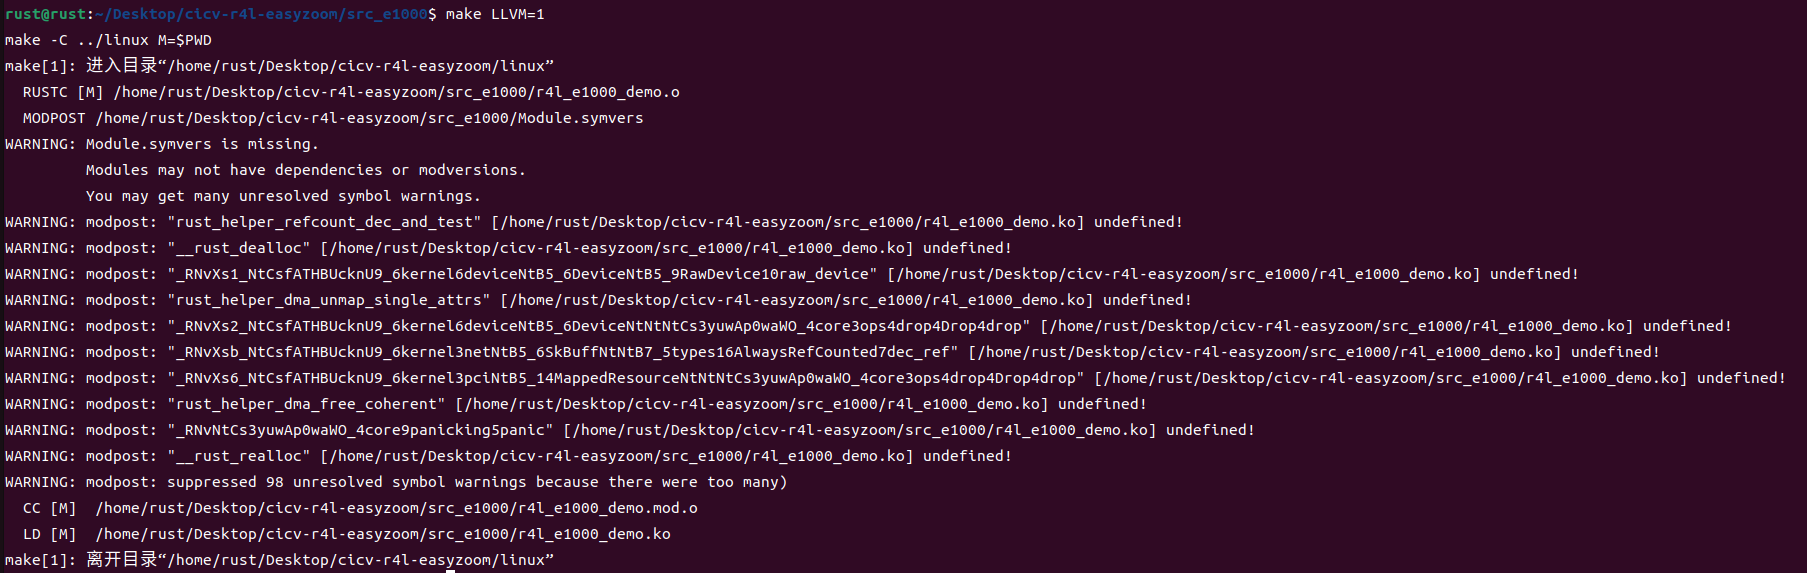 rust@rust:~/Desktop/cicv-r4l-easyzoom/src_e1000$ make LLVM=1
make -C ../linux M=$PWD
make[1]: 进入目录“/home/rust/Desktop/cicv-r4l-easyzoom/linux”
  RUSTC [M] /home/rust/Desktop/cicv-r4l-easyzoom/src_e1000/r4l_e1000_demo.o
  MODPOST /home/rust/Desktop/cicv-r4l-easyzoom/src_e1000/Module.symvers
WARNING: Module.symvers is missing.
         Modules may not have dependencies or modversions.
         You may get many unresolved symbol warnings.
WARNING: modpost: "rust_helper_refcount_dec_and_test" [/home/rust/Desktop/cicv-r4l-easyzoom/src_e1000/r4l_e1000_demo.ko] undefined!
WARNING: modpost: "__rust_dealloc" [/home/rust/Desktop/cicv-r4l-easyzoom/src_e1000/r4l_e1000_demo.ko] undefined!
WARNING: modpost: "_RNvXs1_NtCsfATHBUcknU9_6kernel6deviceNtB5_6DeviceNtB5_9RawDevice10raw_device" [/home/rust/Desktop/cicv-r4l-easyzoom/src_e1000/r4l_e1000_demo.ko] undefined!
WARNING: modpost: "rust_helper_dma_unmap_single_attrs" [/home/rust/Desktop/cicv-r4l-easyzoom/src_e1000/r4l_e1000_demo.ko] undefined!
WARNING: modpost: "_RNvXs2_NtCsfATHBUcknU9_6kernel6deviceNtB5_6DeviceNtNtNtCs3yuwAp0waWO_4core3ops4drop4Drop4drop" [/home/rust/Desktop/cicv-r4l-easyzoom/src_e1000/r4l_e1000_demo.ko] undefined!
WARNING: modpost: "_RNvXsb_NtCsfATHBUcknU9_6kernel3netNtB5_6SkBuffNtNtB7_5types16AlwaysRefCounted7dec_ref" [/home/rust/Desktop/cicv-r4l-easyzoom/src_e1000/r4l_e1000_demo.ko] undefined!
WARNING: modpost: "_RNvXs6_NtCsfATHBUcknU9_6kernel3pciNtB5_14MappedResourceNtNtNtCs3yuwAp0waWO_4core3ops4drop4Drop4drop" [/home/rust/Desktop/cicv-r4l-easyzoom/src_e1000/r4l_e1000_demo.ko] undefined!
WARNING: modpost: "rust_helper_dma_free_coherent" [/home/rust/Desktop/cicv-r4l-easyzoom/src_e1000/r4l_e1000_demo.ko] undefined!
WARNING: modpost: "_RNvNtCs3yuwAp0waWO_4core9panicking5panic" [/home/rust/Desktop/cicv-r4l-easyzoom/src_e1000/r4l_e1000_demo.ko] undefined!
WARNING: modpost: "__rust_realloc" [/home/rust/Desktop/cicv-r4l-easyzoom/src_e1000/r4l_e1000_demo.ko] undefined!
WARNING: modpost: suppressed 98 unresolved symbol warnings because there were too many)
  CC [M]  /home/rust/Desktop/cicv-r4l-easyzoom/src_e1000/r4l_e1000_demo.mod.o
  LD [M]  /home/rust/Desktop/cicv-r4l-easyzoom/src_e1000/r4l_e1000_demo.ko
make[1]: 离开目录“/home/rust/Desktop/cicv-r4l-easyzoom/linux”